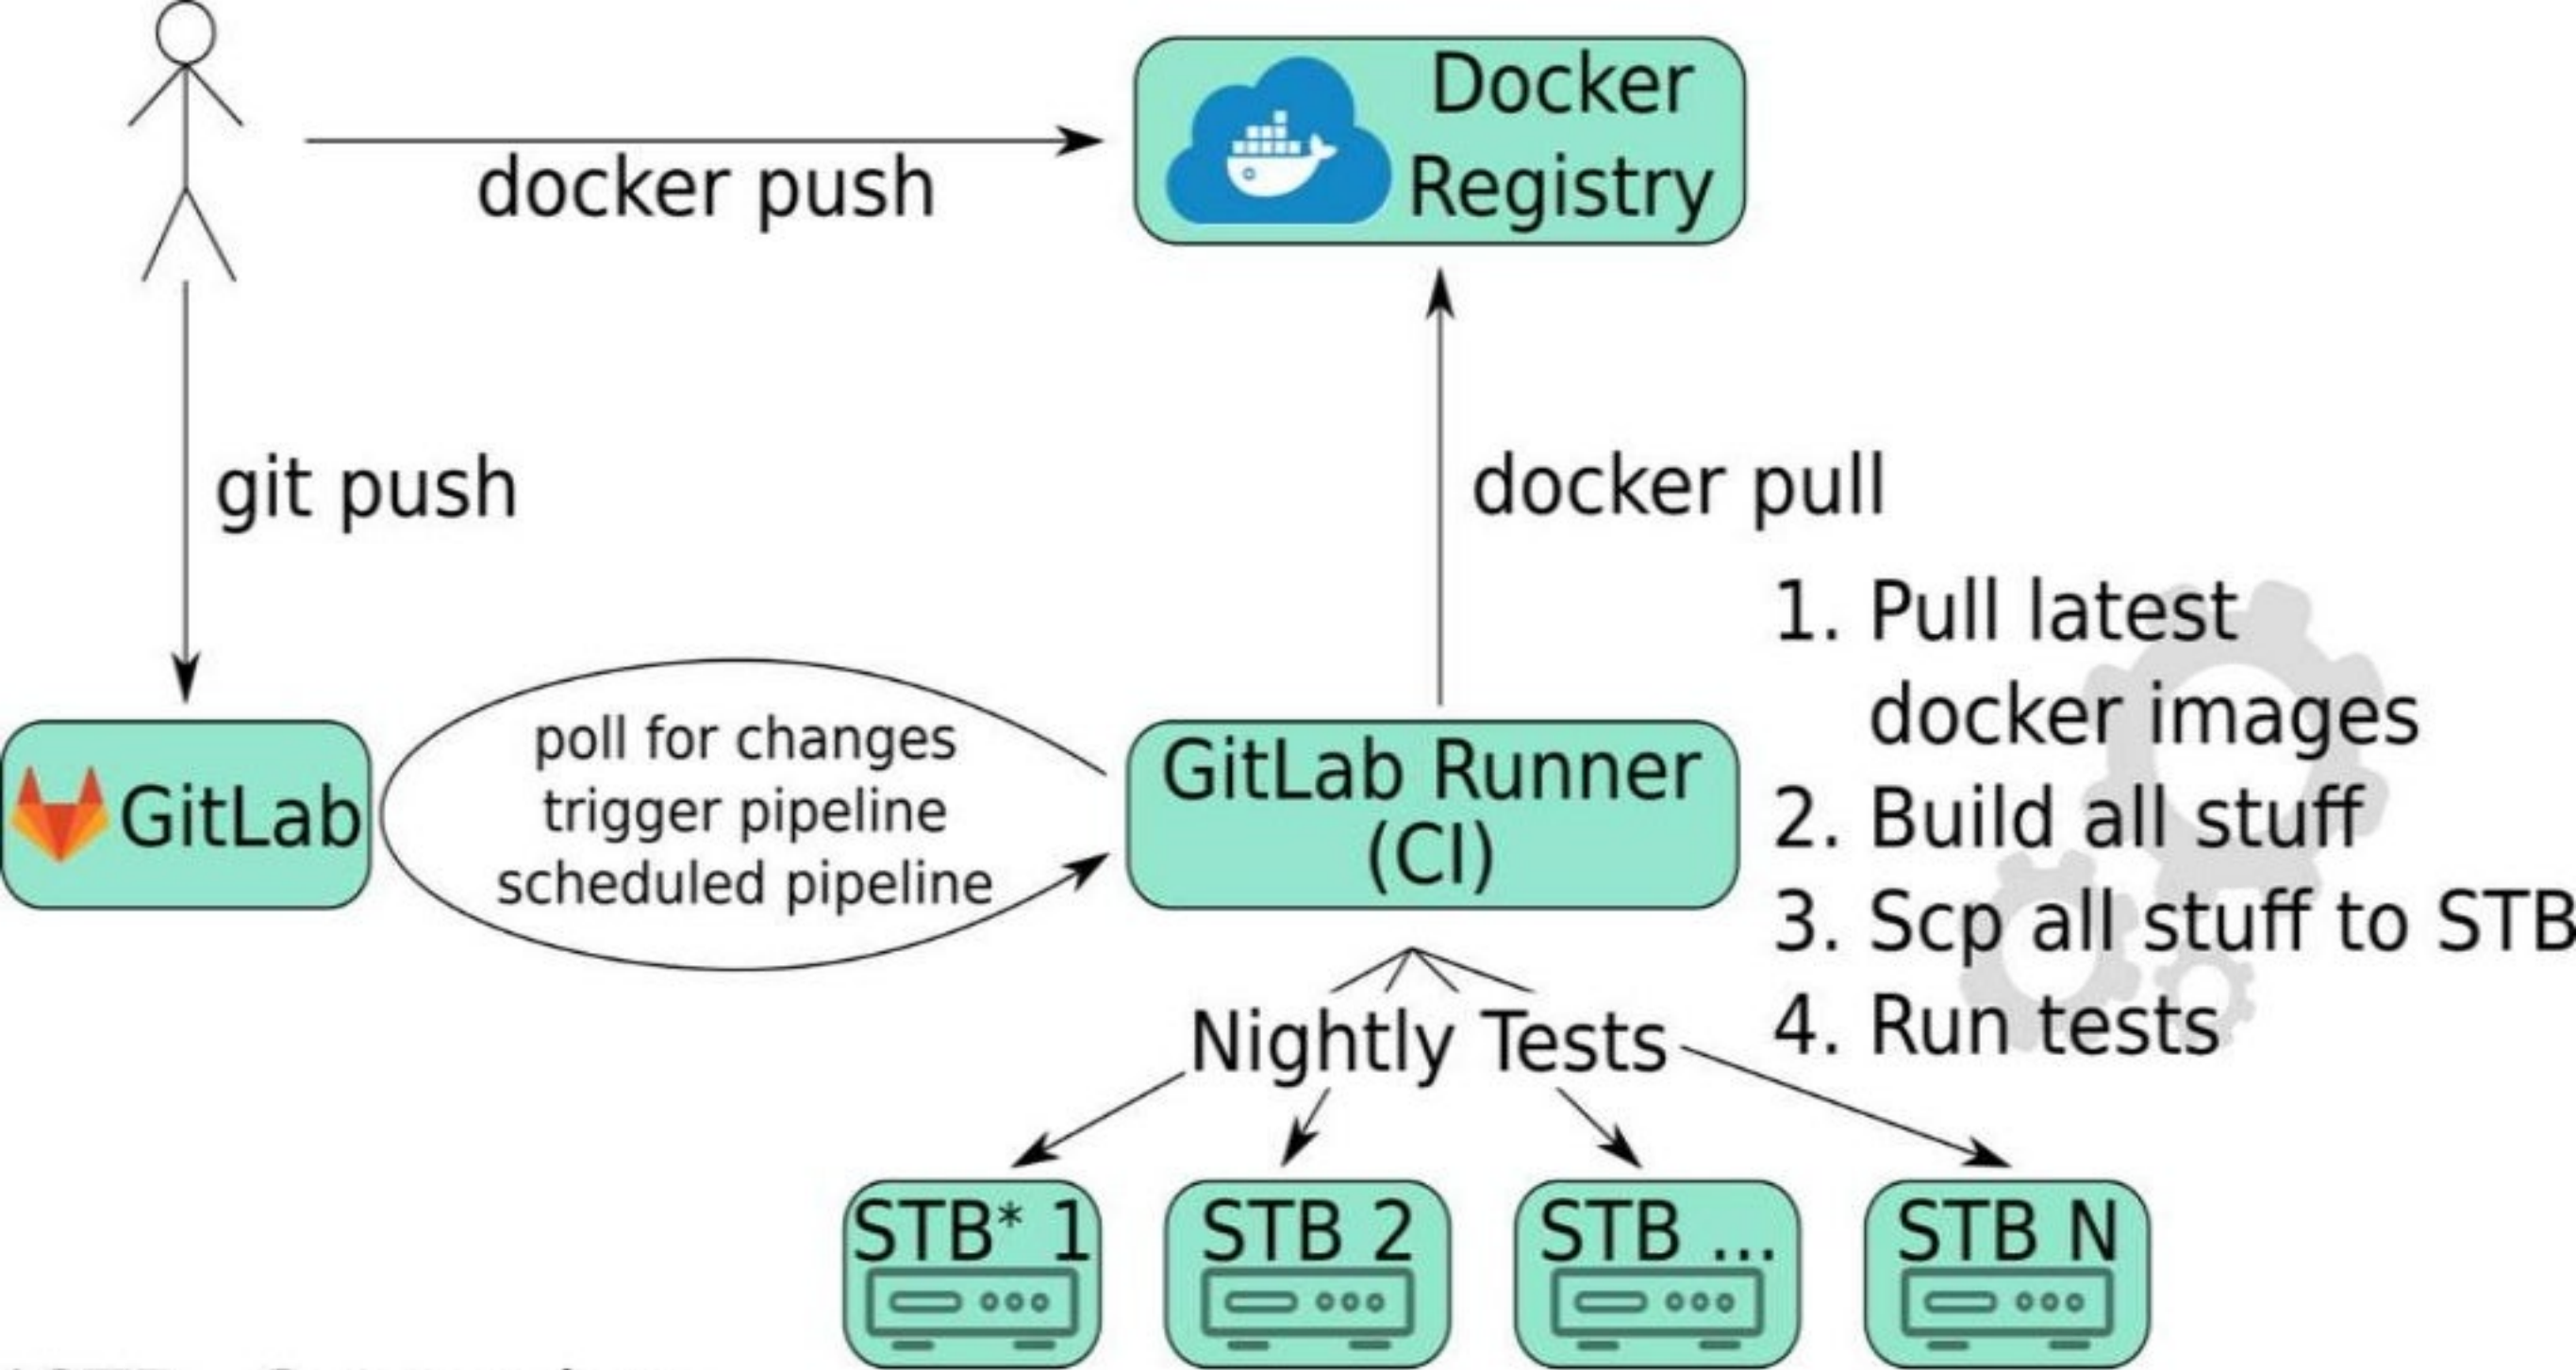 Docker
Registry
docker push
git push
docker pull
GitLab
poll for changes
trigger pipeline
scheduled pipeline
GitLab Runner
(CI)
1. Pull latest
docker images
2. Build all stuff
3. Scp all stuff to STB
4. Run tests
Nightly Tests
STB* 1
STB 2
STB ...
STB N